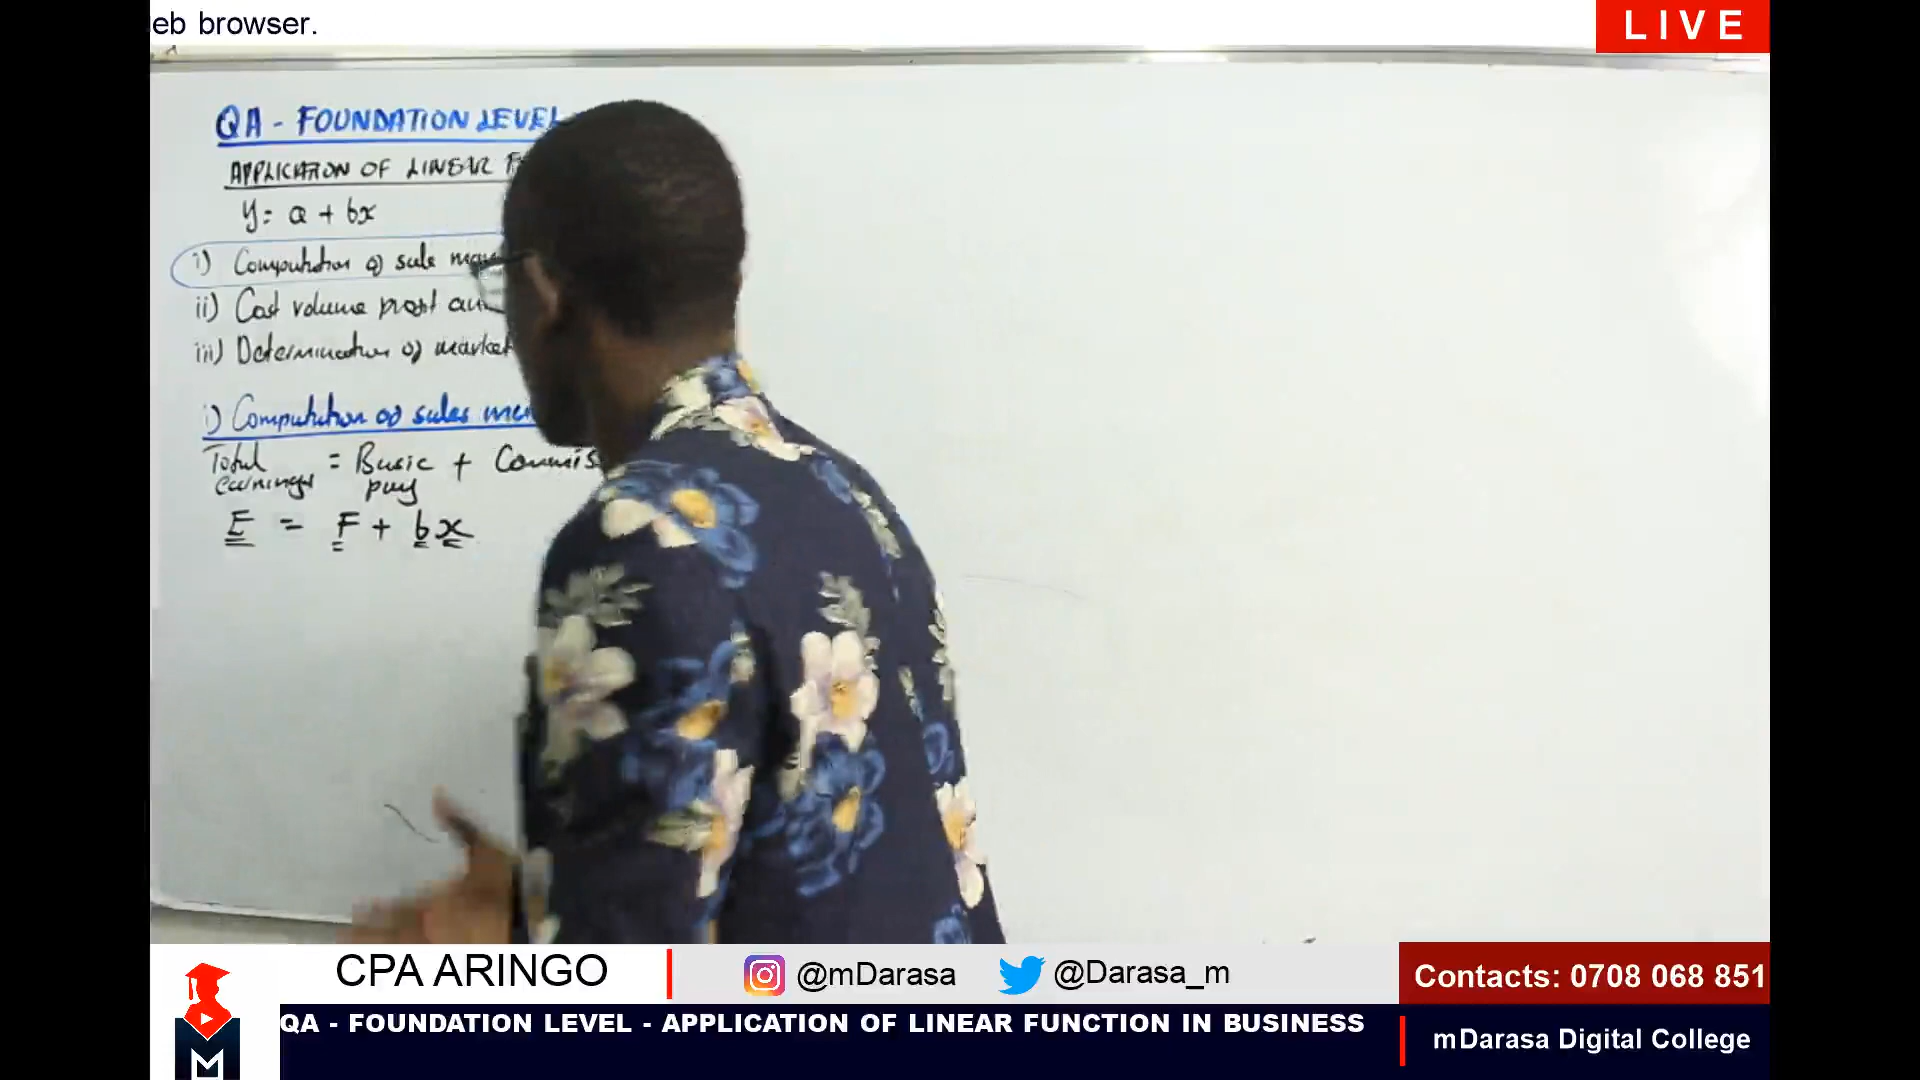 eb browser.
LIVE
QA - FOUNDATION LEVEL
APPLICATION OF LINEAR
y = a + bx
i) Computation of sale
ii) Cost volume profit
iii) Determination of market
i) Computation of sales
Total earnings = Basic pay + Commis
E = F + bx
CPA ARINGO
@mDarasa
@Darasa_m
Contacts: 0708 068 851
QA - FOUNDATION LEVEL - APPLICATION OF LINEAR FUNCTION IN BUSINESS
mDarasa Digital College
M